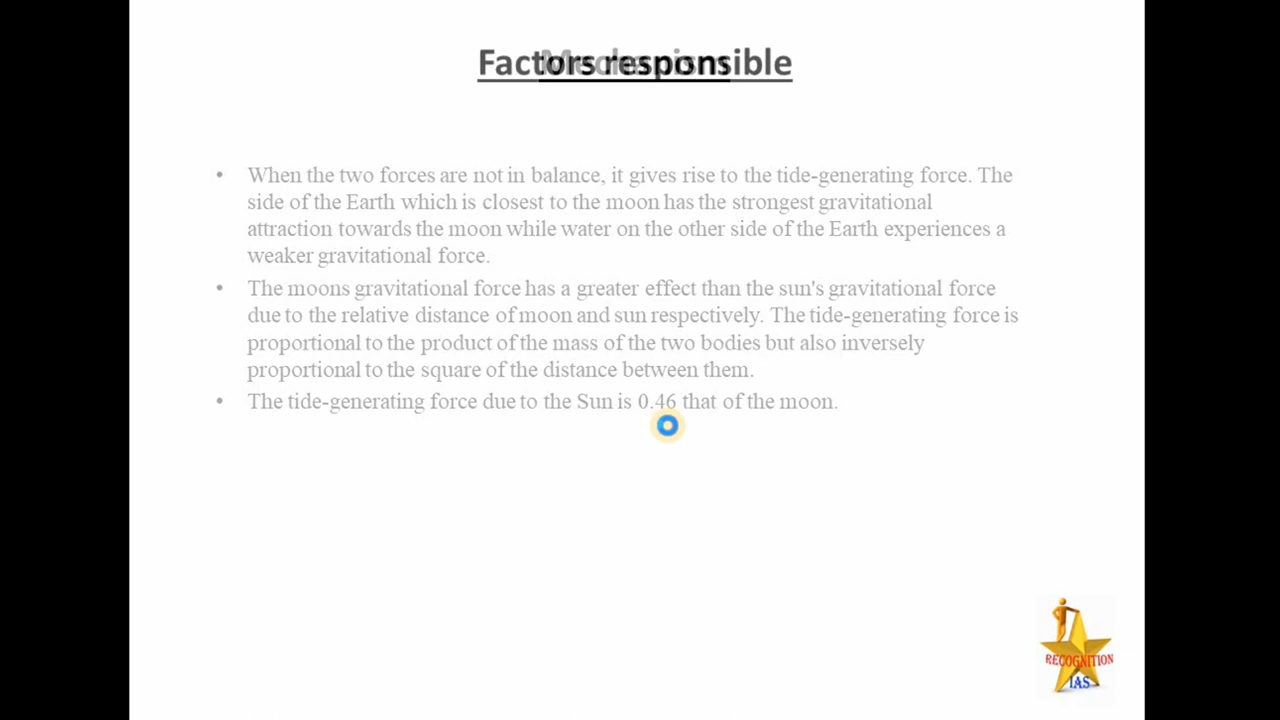 Factors responsible
Mechanism
• When the two forces are not in balance, it gives rise to the tide-generating force. The
side of the Earth which is closest to the moon has the strongest gravitational
attraction towards the moon while water on the other side of the Earth experiences a
weaker gravitational force.
• The moons gravitational force has a greater effect than the sun's gravitational force
due to the relative distance of moon and sun respectively. The tide-generating force is
proportional to the product of the mass of the two bodies but also inversely
proportional to the square of the distance between them.
• The tide-generating force due to the Sun is 0.46 that of the moon.
RECOGNITION
IAS